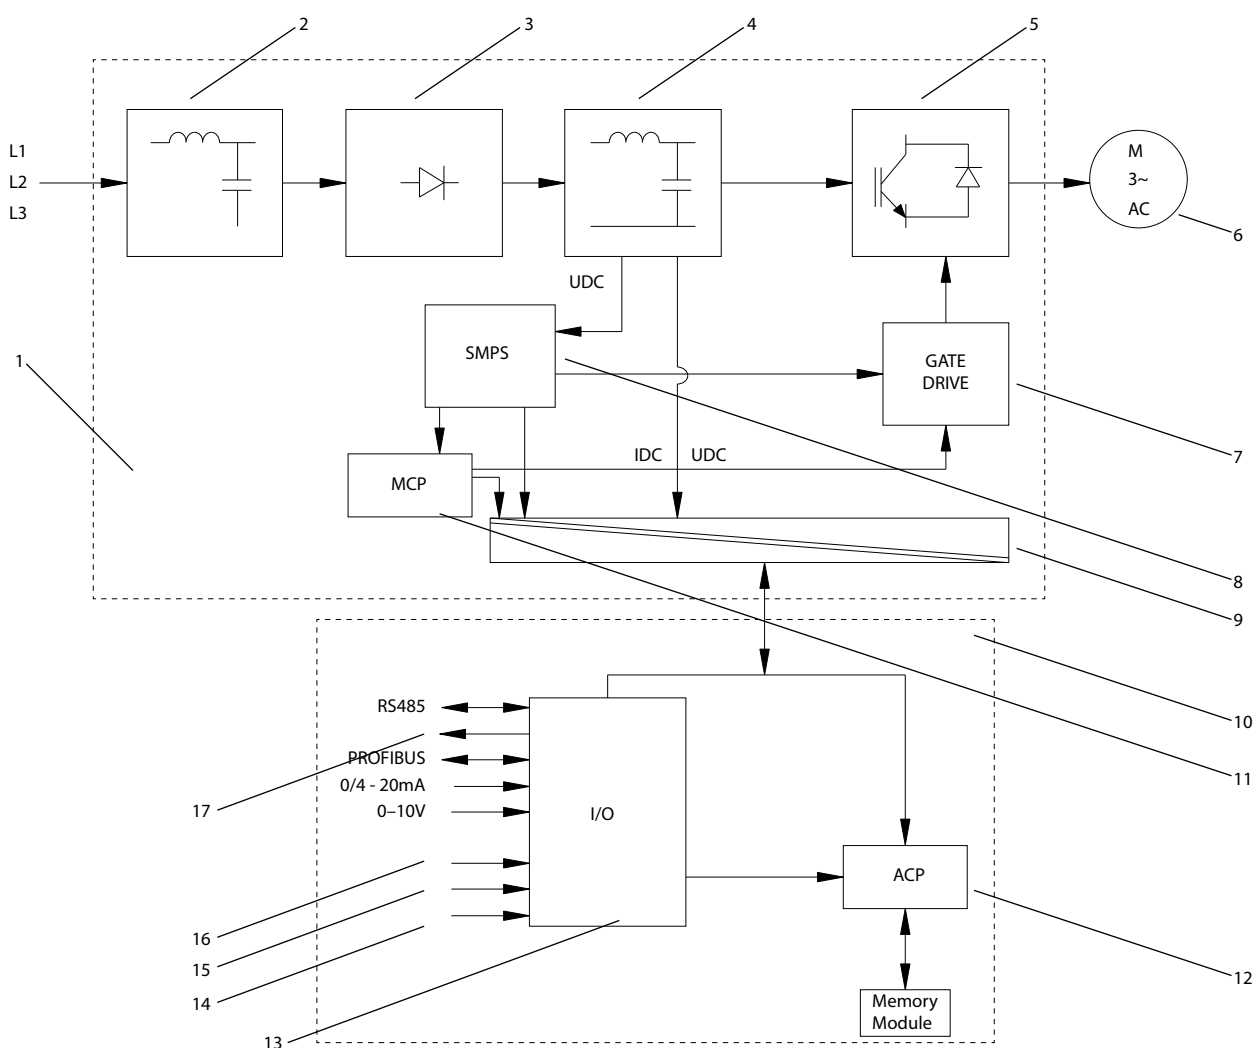 2
3
4
5
L1
L2
L3
M
3~
AC
6
UDC
SMPS
GATE
DRIVE
1
IDC
UDC
MCP
7
8
9
RS485
PROFIBUS
0/4 - 20mA
0–10V
I/O
10
11
17
ACP
16
15
14
12
13
Memory
Module